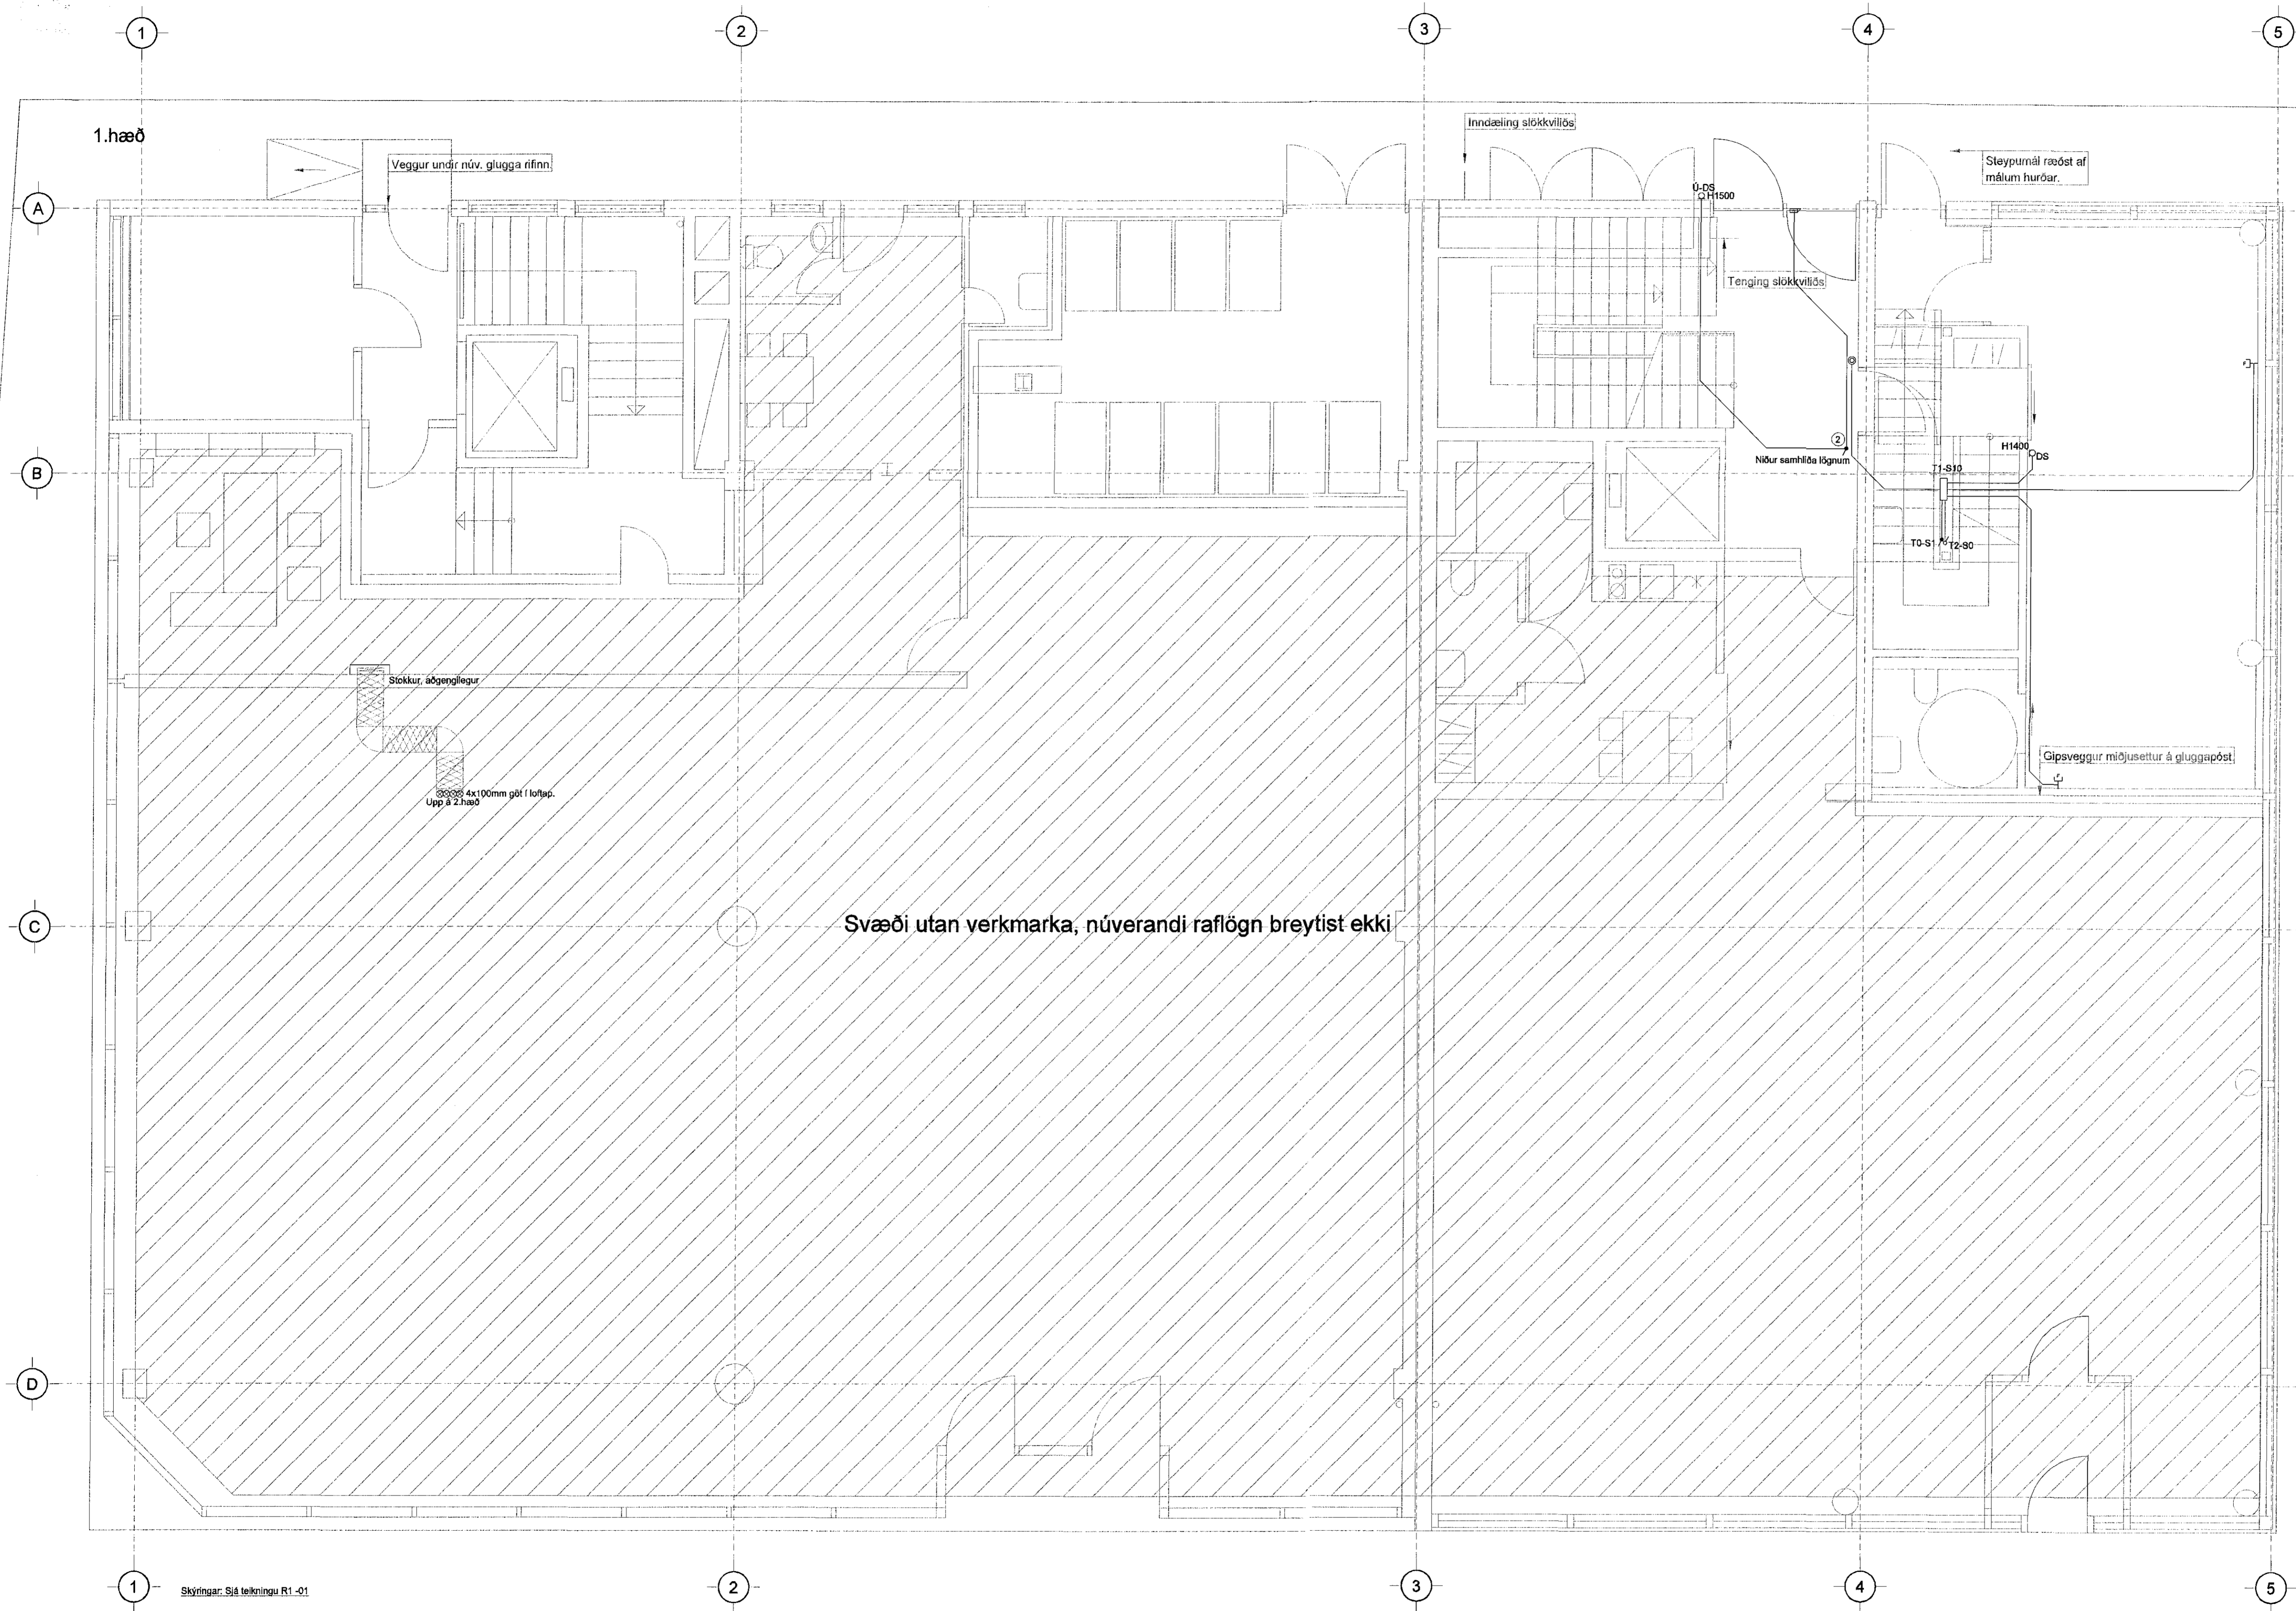 1
2
3
4
5
1.hæð
Inndæling slökkviliðs
Veggur undir núv. glugga rifinn.
Steypumál ræðst af
málum hurðar.
Ú-DS
H1500
A
Tenging slökkviliðs
2
Niður samhliða lögnum
H1400
DS
B
T1-S10
T0-S1
T2-S0
Stokkur, aðgengilegur
Gipsveggur miðjusettur á gluggapóst.
4x100mm göt í loftap.
Upp á 2.hæð
C
Svæði utan verkmarka, núverandi raflögn breytist ekki
D
1
2
3
4
5
Skýringar: Sjá teikningu R1 -01